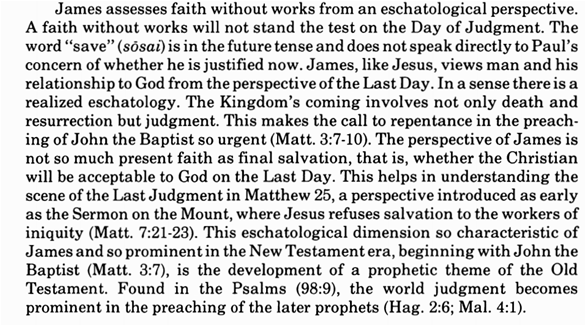 James assesses faith without works from an eschatological perspective.
A faith without works will not stand the test on the Day of Judgment. The
word “save” (sōsai) is in the future tense and does not speak directly to Paul’s
concern of whether he is justified now. James, like Jesus, views man and his
relationship to God from the perspective of the Last Day. In a sense there is a
realized eschatology. The Kingdom’s coming involves not only death and
resurrection but judgment. This makes the call to repentance in the preach-
ing of John the Baptist so urgent (Matt. 3:7-10). The perspective of James is
not so much present faith as final salvation, that is, whether the Christian
will be acceptable to God on the Last Day. This helps in understanding the
scene of the Last Judgment in Matthew 25, a perspective introduced as early
as the Sermon on the Mount, where Jesus refuses salvation to the workers of
iniquity (Matt. 7:21-23). This eschatological dimension so characteristic of
James and so prominent in the New Testament era, beginning with John the
Baptist (Matt. 3:7), is the development of a prophetic theme of the Old
Testament. Found in the Psalms (98:9), the world judgment becomes
prominent in the preaching of the later prophets (Hag. 2:6; Mal. 4:1).